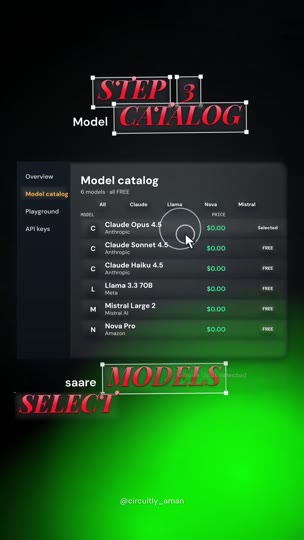 STEP 3
Model CATALOG
Overview
Model catalog
Playground
API keys
Model catalog
6 models · all FREE
All Claude Llama Nova Mistral
MODEL PRICE
C Claude Opus 4.5 $0.00 Selected
Anthropic
C Claude Sonnet 4.5 $0.00 FREE
Anthropic
C Claude Haiku 4.5 $0.00 FREE
Anthropic
L Llama 3.3 70B $0.00 FREE
Meta
M Mistral Large 2 $0.00 FREE
Mistral AI
N Nova Pro $0.00 FREE
Amazon
saare MODELS
SELECT
@circuitly_aman